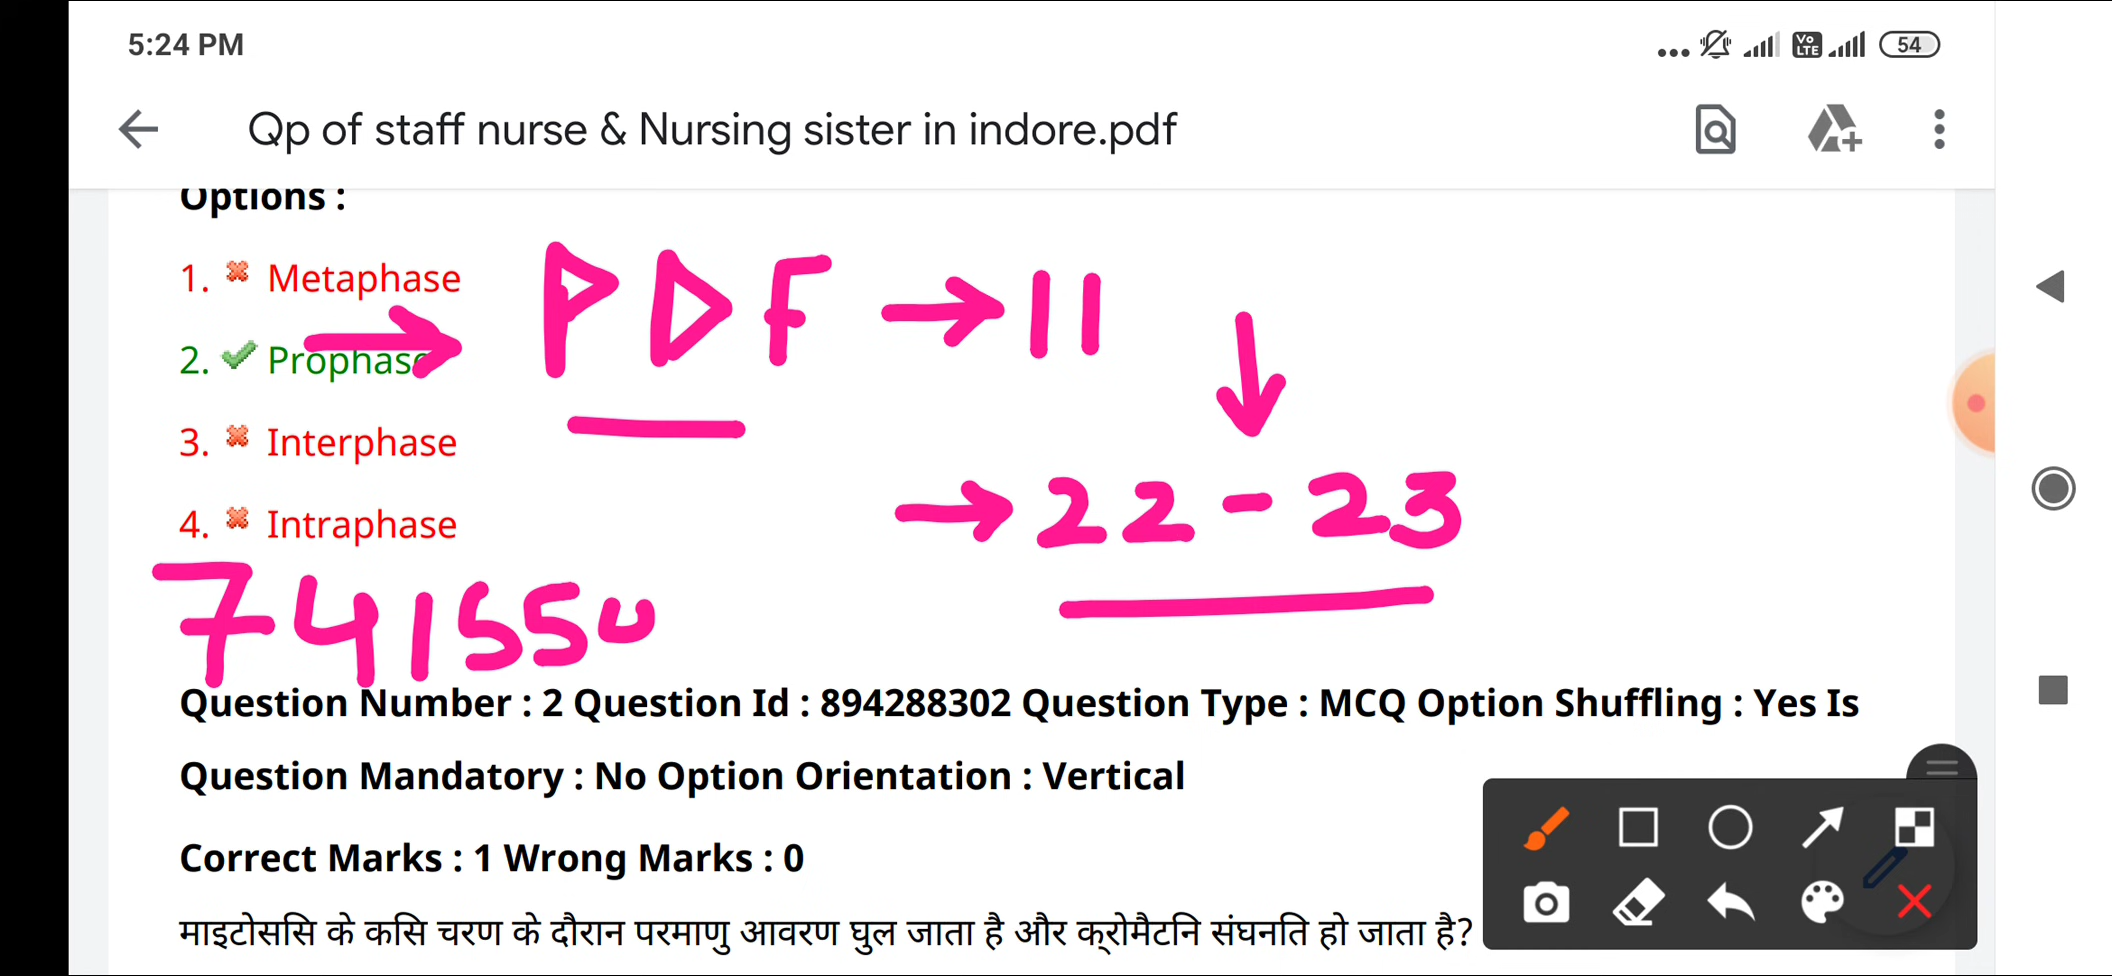 5:24 PM
Vo LTE
54
Qp of staff nurse & Nursing sister in indore.pdf
Options :
1. Metaphase
PDF → 11
2. Prophase
3. Interphase
→ 22-23
4. Intraphase
741550
Question Number : 2 Question Id : 894288302 Question Type : MCQ Option Shuffling : Yes Is
Question Mandatory : No Option Orientation : Vertical
Correct Marks : 1 Wrong Marks : 0
माइटोससि के कसि चरण के दौरान परमाणु आवरण घुल जाता है और क्रोमैटनि संघनति हो जाता है?